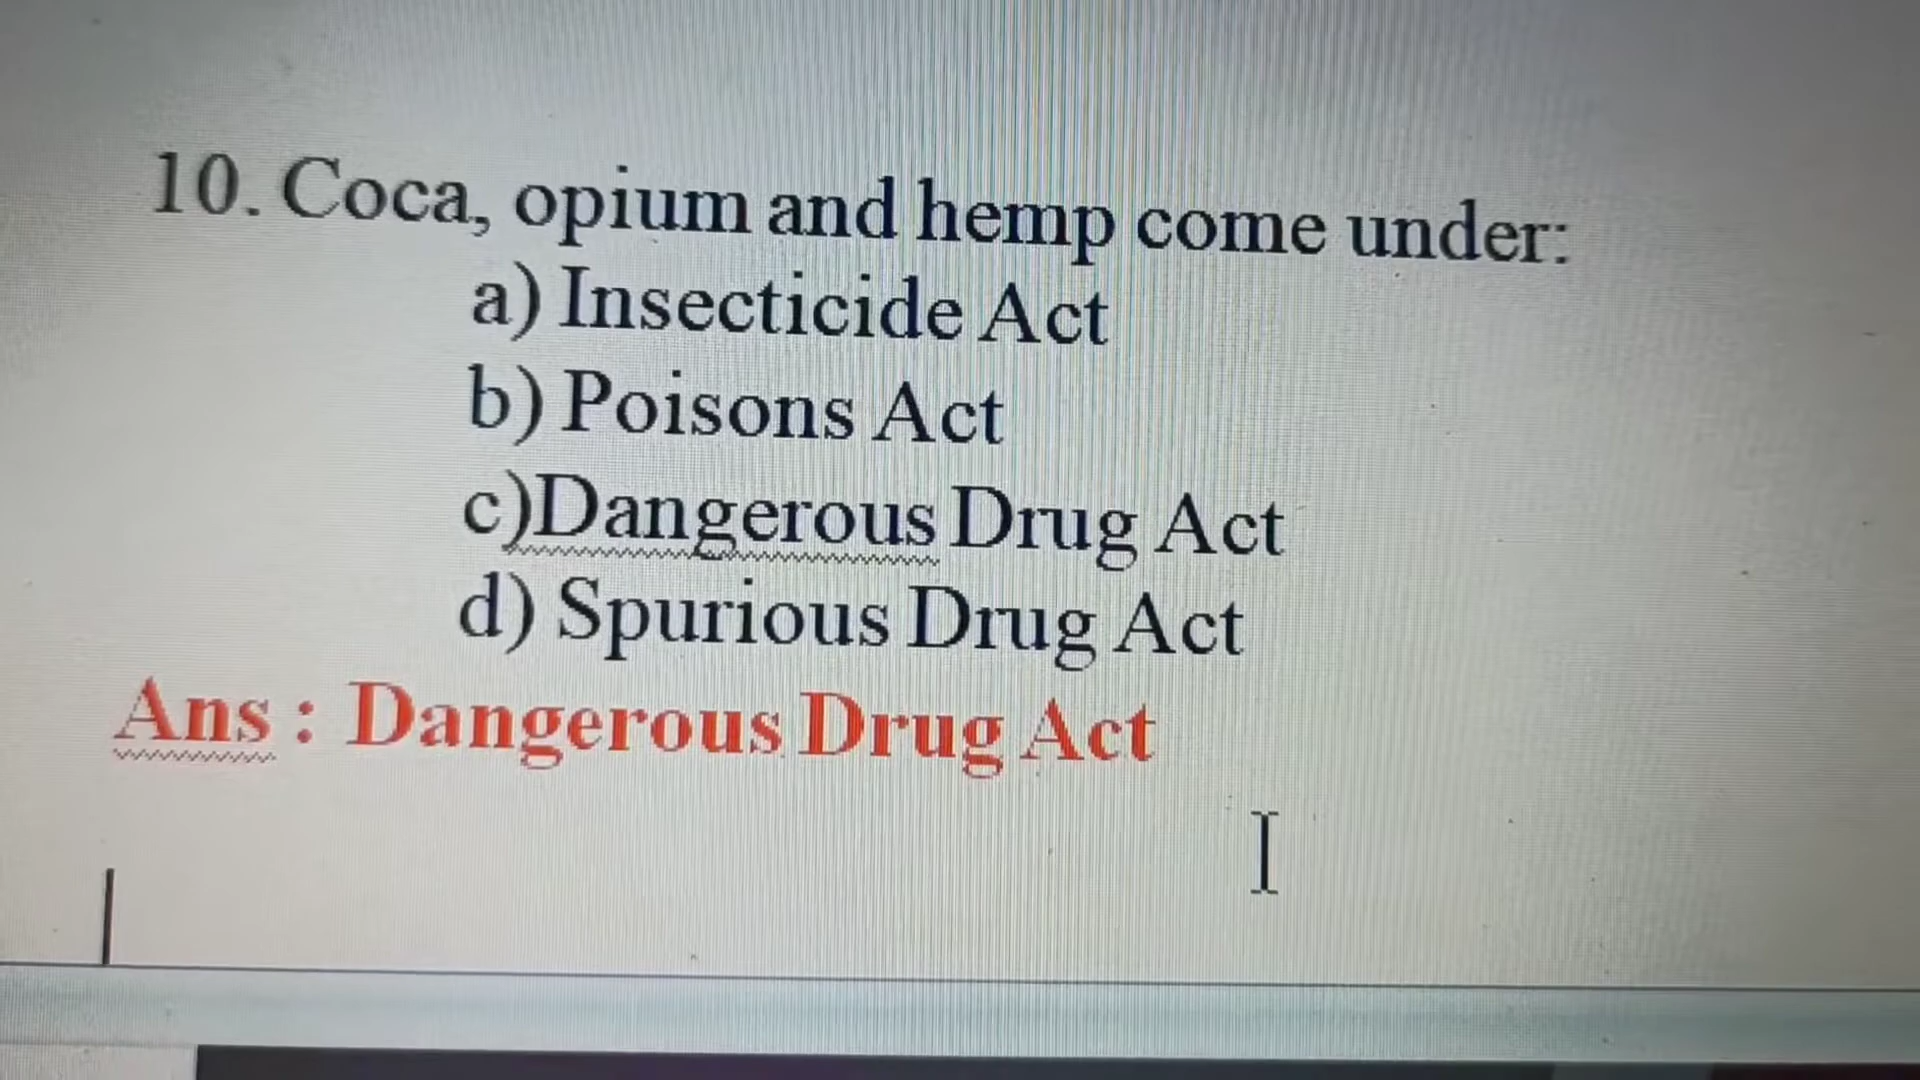 10. Coca, opium and hemp come under:
a) Insecticide Act
b) Poisons Act
c)Dangerous Drug Act
d) Spurious Drug Act
Ans : Dangerous Drug Act